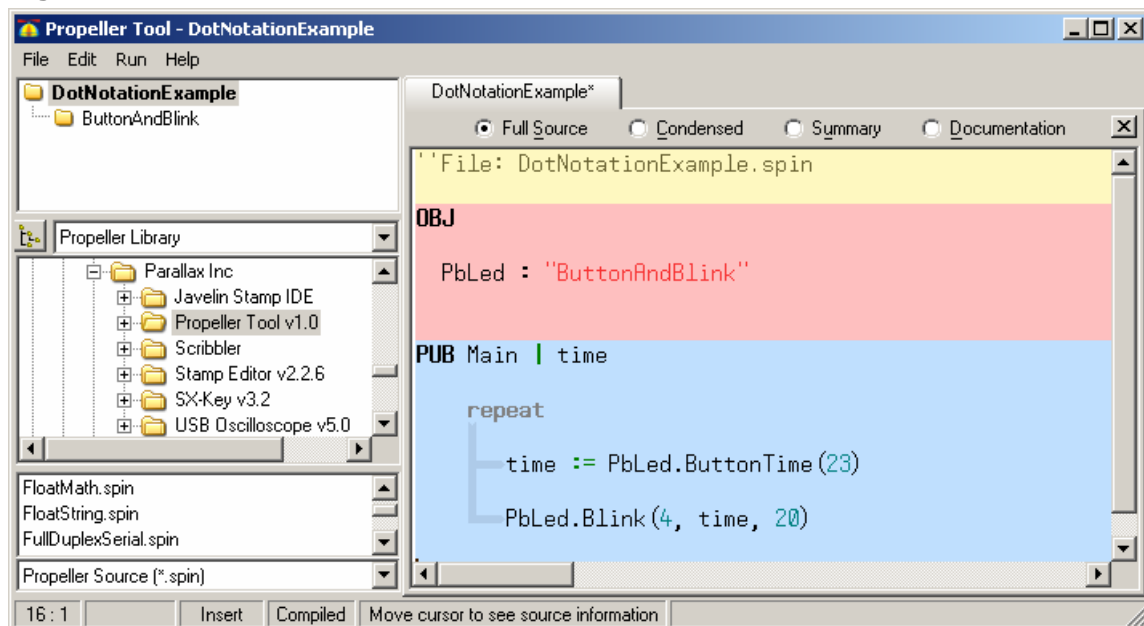 Propeller Tool - DotNotationExample
File Edit Run Help
DotNotationExample
ButtonAndBlink
Propeller Library
Parallax Inc
Javelin Stamp IDE
Propeller Tool v1.0
Scribbler
Stamp Editor v2.2.6
SX-Key v3.2
USB Oscilloscope v5.0
FloatMath.spin
FloatString.spin
FullDuplexSerial.spin
Propeller Source (*.spin)
DotNotationExample*
Full Source Condensed Summary Documentation
''File: DotNotationExample.spin
OBJ
PbLed : "ButtonAndBlink"
PUB Main | time
repeat
time := PbLed.ButtonTime(23)
PbLed.Blink(4, time, 20)
16 : 1 Insert Compiled Move cursor to see source information